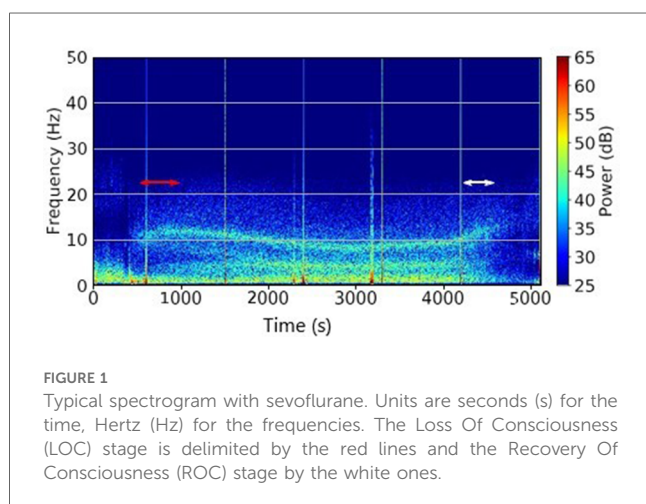 50
40
30
20
10
0
Frequency (Hz)
0 1000 2000 3000 4000 5000
Time (s)
65
60
55
50
45
40
35
30
25
Power (dB)
FIGURE 1
Typical spectrogram with sevoflurane. Units are seconds (s) for the
time, Hertz (Hz) for the frequencies. The Loss Of Consciousness
(LOC) stage is delimited by the red lines and the Recovery Of
Consciousness (ROC) stage by the white ones.